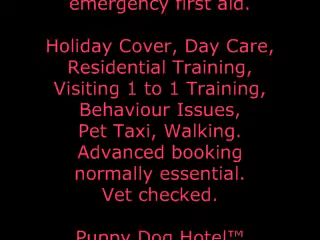 emergency first aid.
Holiday Cover, Day Care,
Residential Training,
Visiting 1 to 1 Training,
Behaviour Issues,
Pet Taxi, Walking.
Advanced booking
normally essential.
Vet checked.
Puppy Dog Hotel™